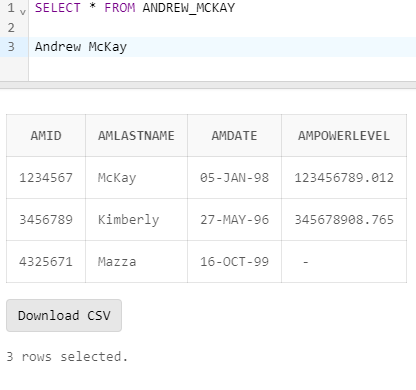 1 SELECT * FROM ANDREW_MCKAY
2
3 Andrew McKay
AMID AMLASTNAME AMDATE AMPOWERLEVEL
1234567 McKay 05-JAN-98 123456789.012
3456789 Kimberly 27-MAY-96 345678908.765
4325671 Mazza 16-OCT-99 -
Download CSV
3 rows selected.